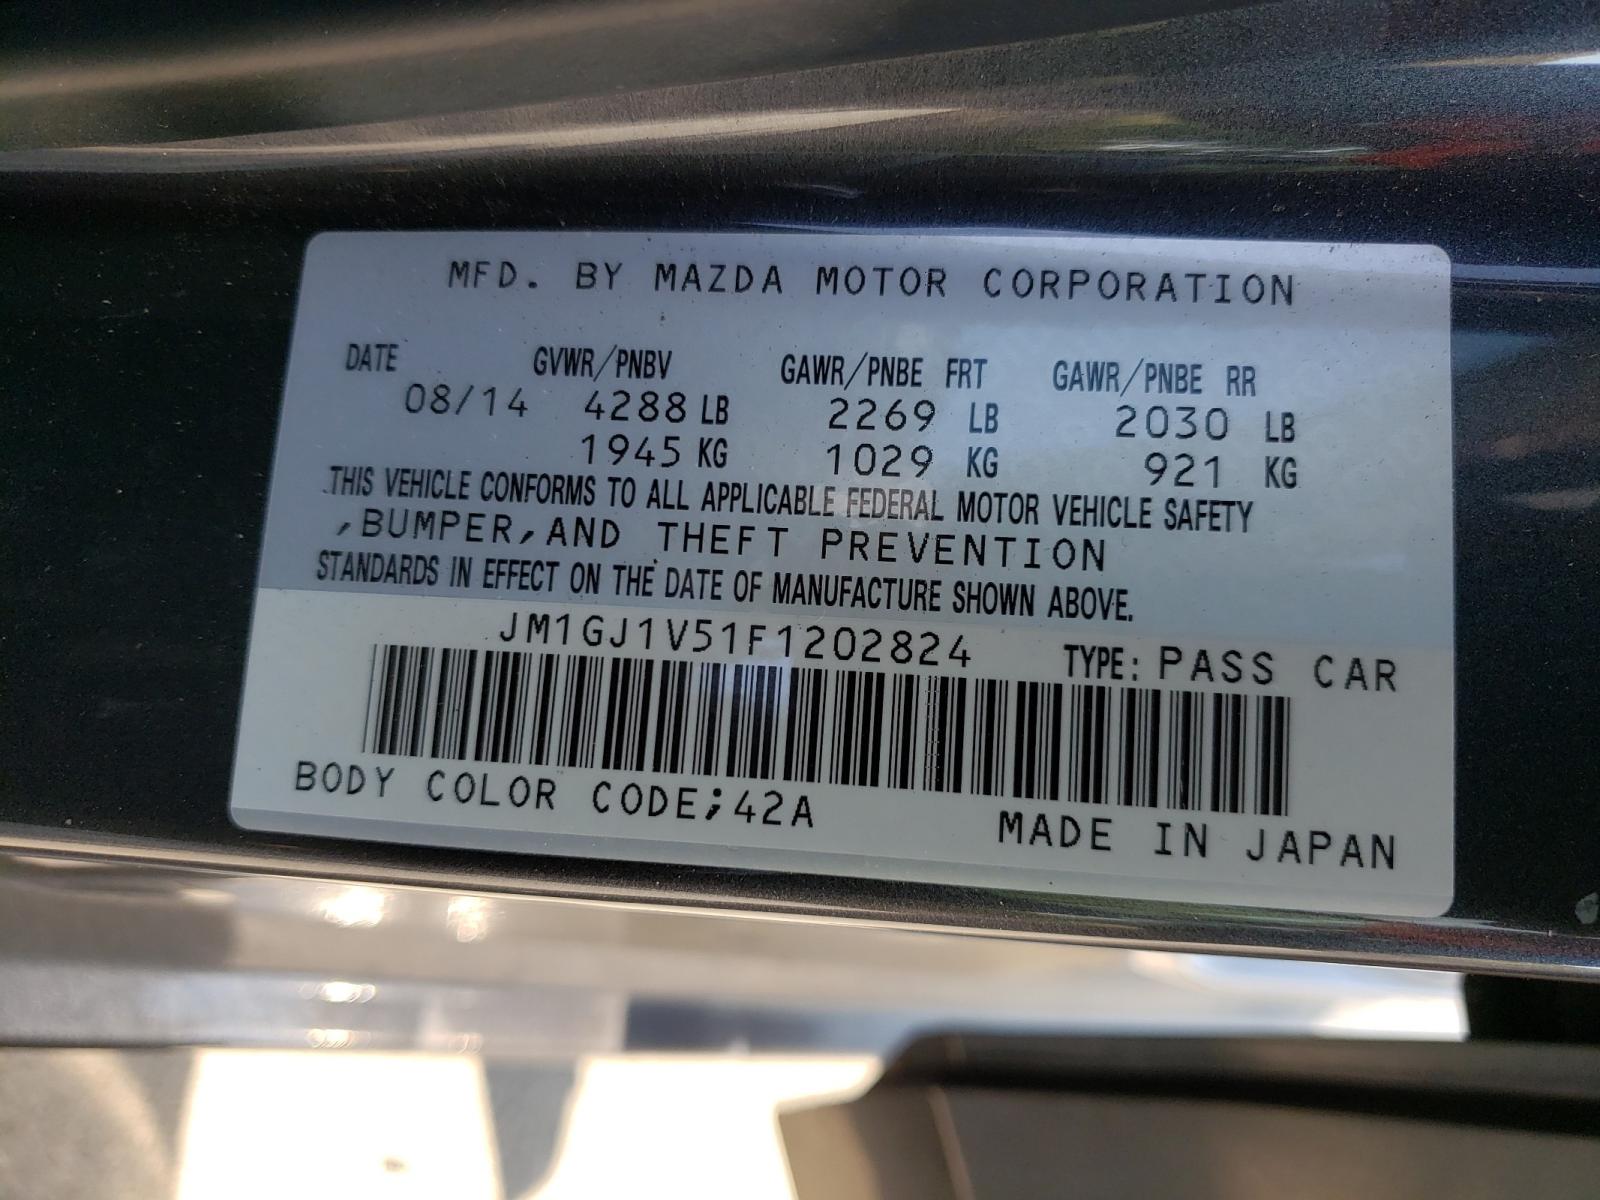 MFD. BY MAZDA MOTOR CORPORATION
DATE GVWR/PNBV GAWR/PNBE FRT GAWR/PNBE RR
08/14 4288 LB 2269 LB 2030 LB
1945 KG 1029 KG 921 KG
THIS VEHICLE CONFORMS TO ALL APPLICABLE FEDERAL MOTOR VEHICLE SAFETY
,BUMPER,AND THEFT PREVENTION
STANDARDS IN EFFECT ON THE DATE OF MANUFACTURE SHOWN ABOVE.
JM1GJ1V51F1202824 TYPE: PASS CAR
BODY COLOR CODE;42A MADE IN JAPAN